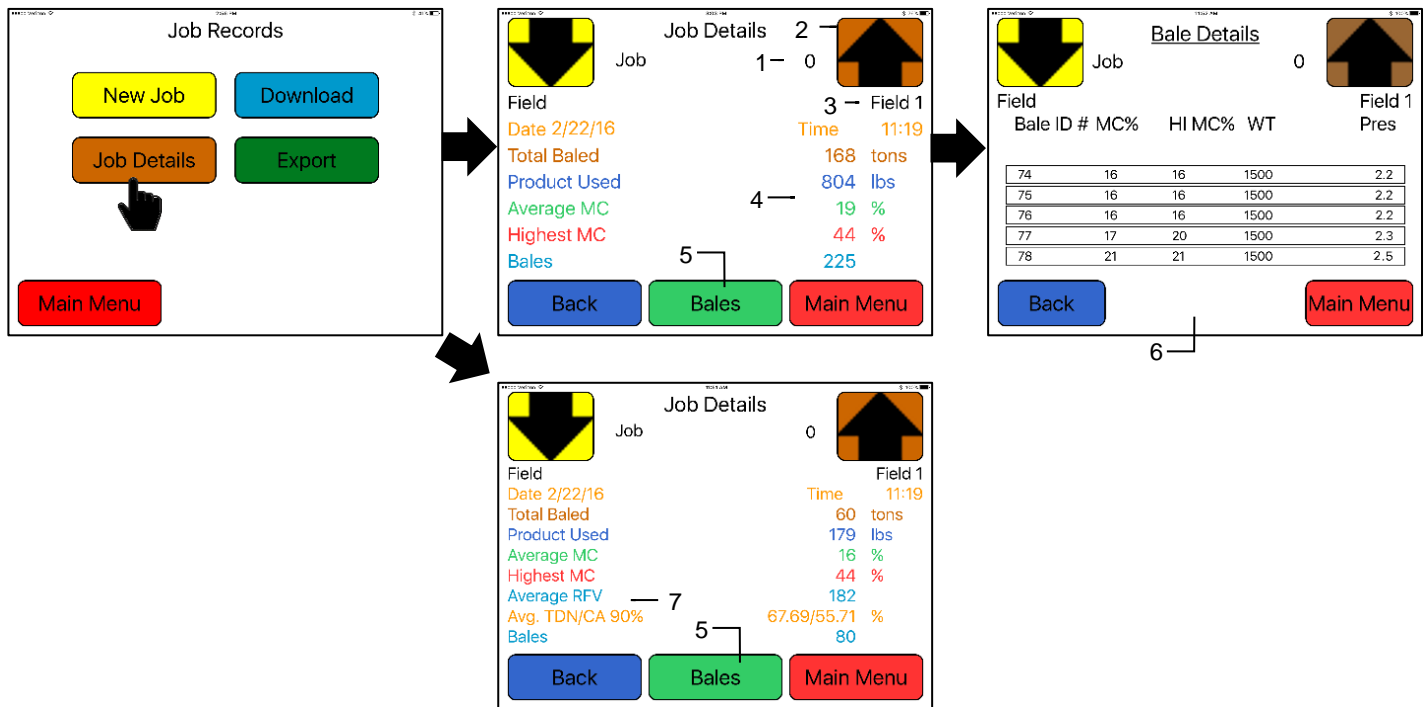 Job Records
New Job
Download
Job Details
Export
Main Menu
Job Details
2
Job
1
0
Field
3
Field 1
Date 2/22/16 Time 11:19
Total Baled 168 tons
Product Used 804 lbs
4
Average MC 19 %
Highest MC 44 %
Bales 225
5
Back Bales Main Menu
Bale Details
Job 0
Field Field 1
Bale ID # MC% HI MC% WT Pres
74 16 16 1500 2.2
75 16 16 1500 2.2
76 16 16 1500 2.2
77 17 20 1500 2.3
78 21 21 1500 2.5
Back Main Menu
6
Job Details
Job 0
Field Field 1
Date 2/22/16 Time 11:19
Total Baled 60 tons
Product Used 179 lbs
Average MC 16 %
Highest MC 44 %
Average RFV 182
7
Avg. TDN/CA 90% 67.69/55.71 %
Bales 80
5
Back Bales Main Menu